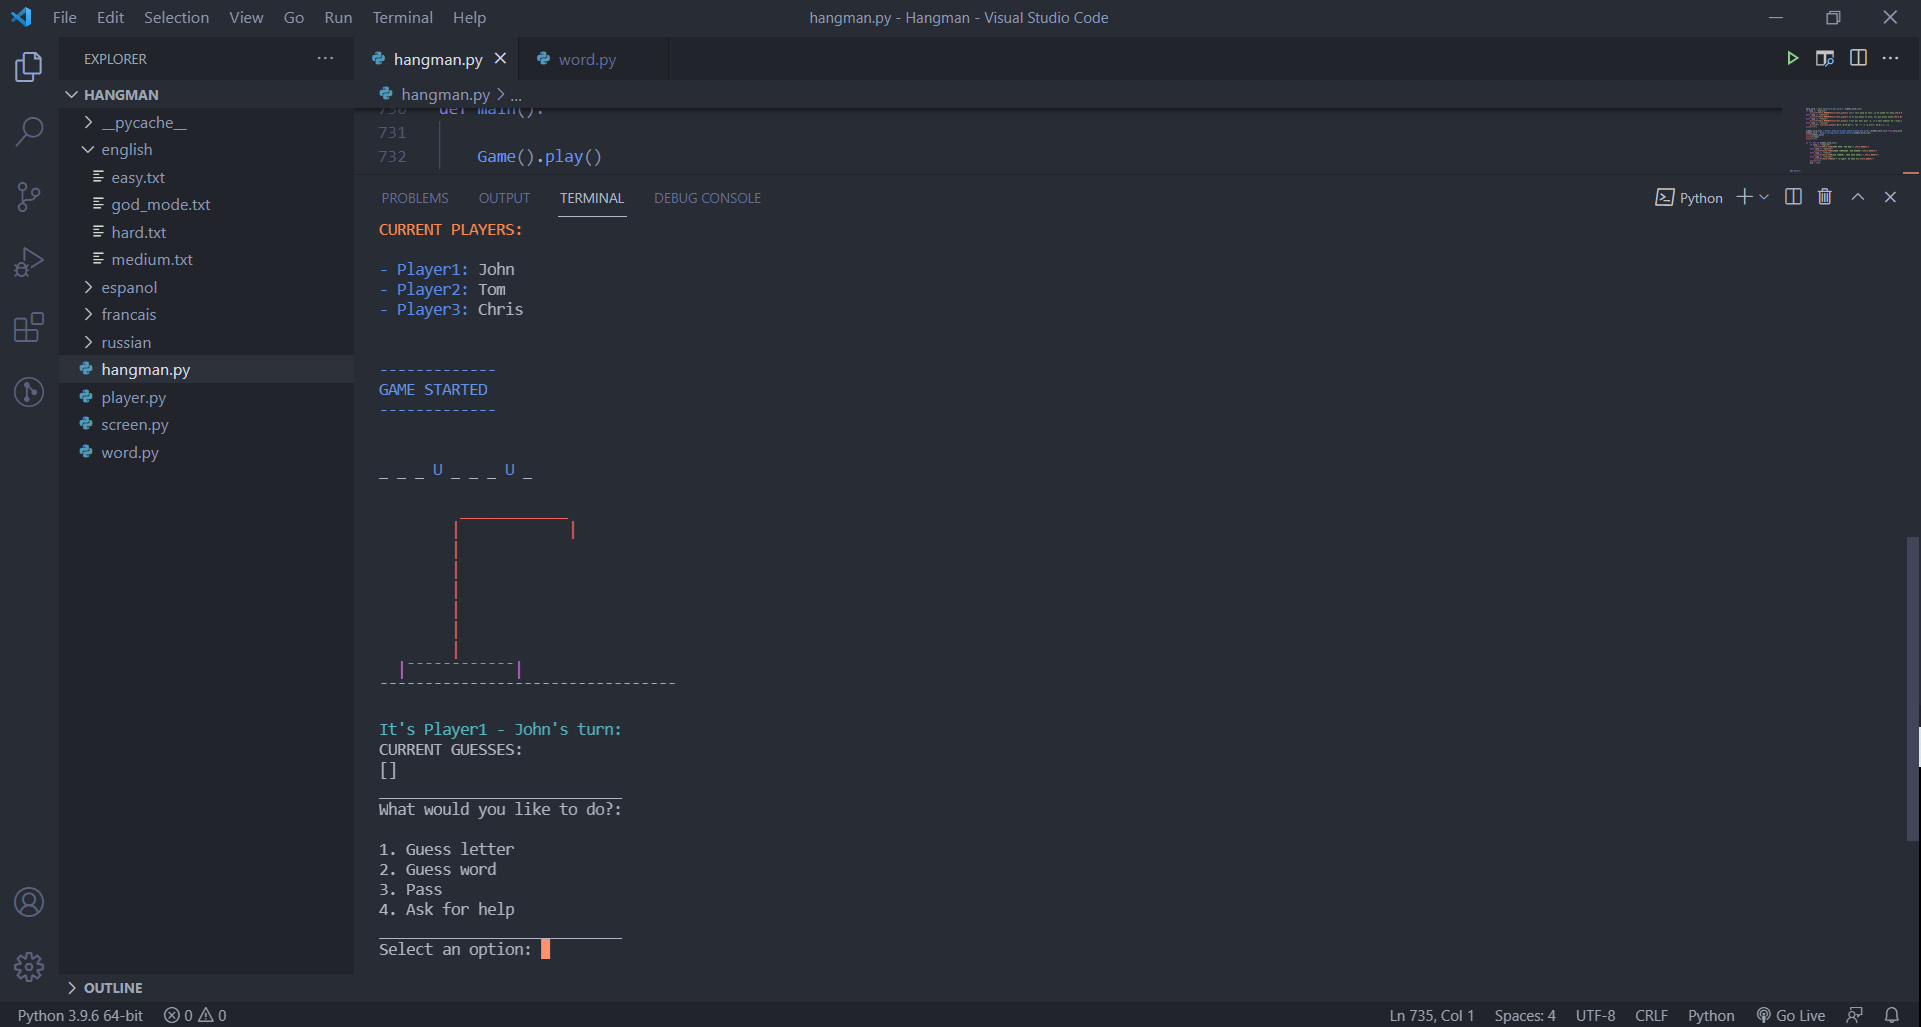 File Edit Selection View Go Run Terminal Help
hangman.py - Hangman - Visual Studio Code
EXPLORER ···
HANGMAN
__pycache__
english
easy.txt
god_mode.txt
hard.txt
medium.txt
espanol
francais
russian
hangman.py
player.py
screen.py
word.py
OUTLINE
hangman.py word.py
hangman.py > ...
730 def main():
731
732 Game().play()
PROBLEMS OUTPUT TERMINAL DEBUG CONSOLE
Python
CURRENT PLAYERS:
- Player1: John
- Player2: Tom
- Player3: Chris
-------------
GAME STARTED
-------------
_ _ _ U _ _ _ U _
It's Player1 - John's turn:
CURRENT GUESSES:
[]
What would you like to do?:
1. Guess letter
2. Guess word
3. Pass
4. Ask for help
Select an option:
Python 3.9.6 64-bit 0 0
Ln 735, Col 1 Spaces: 4 UTF-8 CRLF Python Go Live